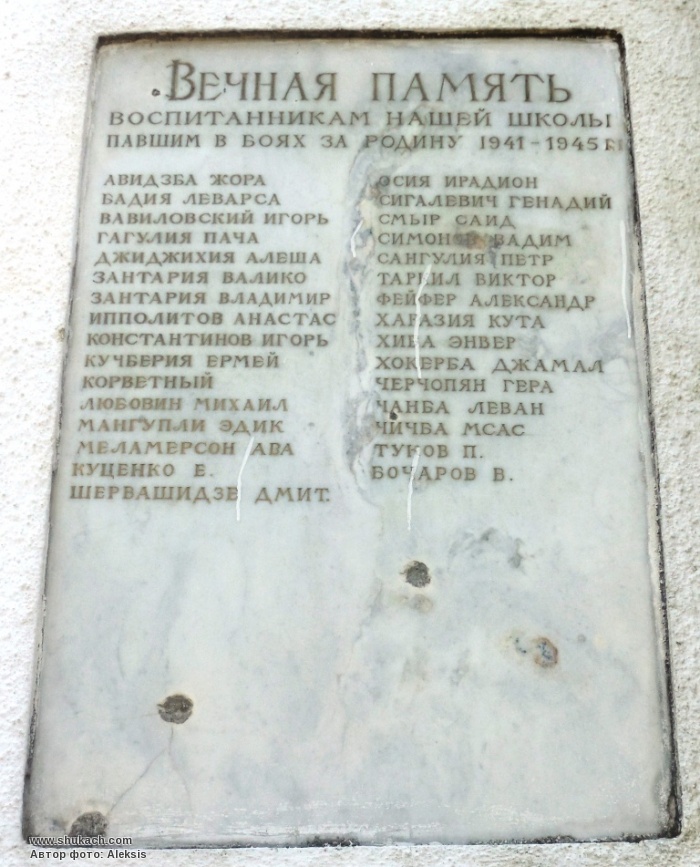 ВЕЧНАЯ ПАМЯТЬ
ВОСПИТАННИКАМ НАШЕЙ ШКОЛЫ
ПАВШИМ В БОЯХ ЗА РОДИНУ 1941-1945
АВИДЗБА ЖОРА
БАДИЯ ЛЕВАРСА
ВАВИЛОВСКИЙ ИГОРЬ
ГАГУЛИЯ ПАЧА
ДЖИДЖИХИЯ АЛЕША
ЗАНТАРИЯ ВАЛИКО
ЗАНТАРИЯ ВЛАДИМИР
ИППОЛИТОВ АНАСТАС
КОНСТАНТИНОВ ИГОРЬ
КУЧБЕРИЯ ЕРМЕЙ
КОРВЕТНЫЙ
ЛЮБОВИН МИХАИЛ
МАНГУПЛИ ЭДИК
МЕЛАМЕРСОН АВА
КУЦЕНКО Е.
ШЕРВАШИДЗЕ ДМИТ.
ОСИЯ ИРАДИОН
СИГАЛЕВИЧ ГЕНАДИЙ
СМЫР САИД
СИМОНОВ ВАДИМ
САНГУЛИЯ ПЕТР
ТАРКИЛ ВИКТОР
ФЕЙФЕР АЛЕКСАНДР
ХАРАЗИЯ КУТА
ХИБА ЭНВЕР
ХОКЕРБА ДЖАМАЛ
ЧЕРЧОПЯН ГЕРА
ЧАНБА ЛЕВАН
ЧИЧБА МСАС
ТУКОВ П.
БОЧАРОВ В.
www.shukach.com
Автор фото: Aleksis